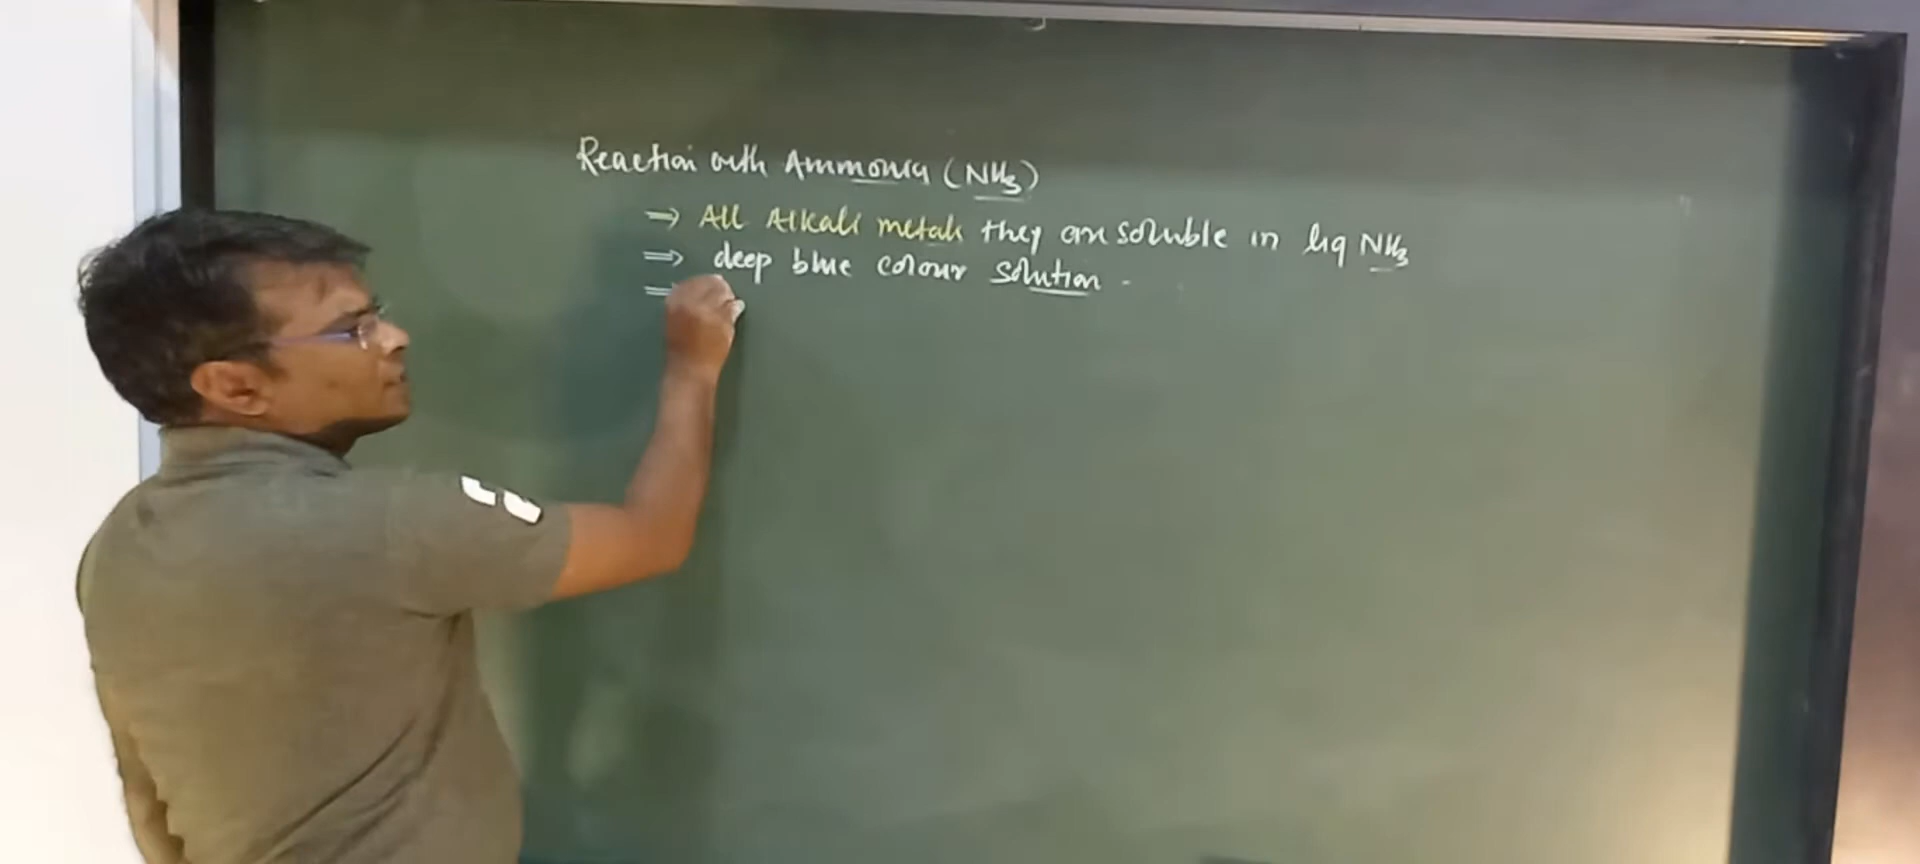 Reaction with Ammonia (NH₃)
⇒ All Alkali metals they are soluble in liq NH₃
⇒ deep blue colour solution -
=